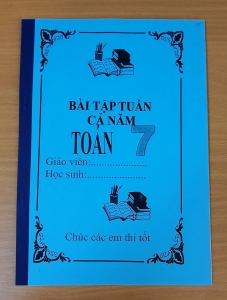 BÀI TẬP TUẦN
CẢ NĂM
TOÁN 7
Giáo viên:.....................
Học sinh:......................
Chúc các em thi tốt